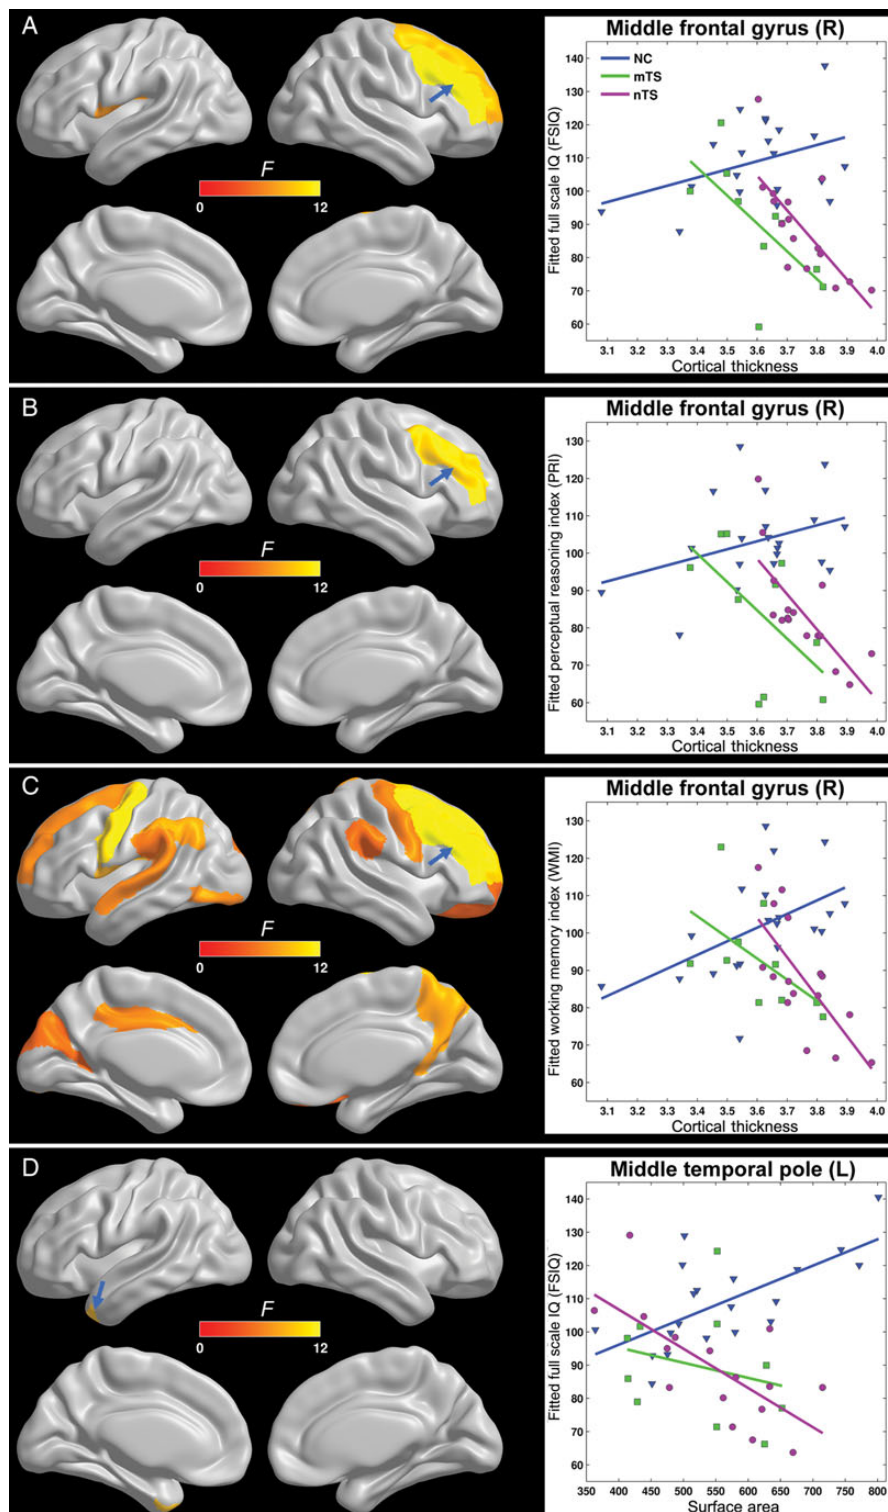 A
F
0 12
Middle frontal gyrus (R)
NC
mTS
nTS
Fitted full scale IQ (FSIQ)
140
130
120
110
100
90
80
70
60
3.1 3.2 3.3 3.4 3.5 3.6 3.7 3.8 3.9 4.0
Cortical thickness
B
F
0 12
Middle frontal gyrus (R)
Fitted perceptual reasoning index (PRI)
130
120
110
100
90
80
70
60
3.1 3.2 3.3 3.4 3.5 3.6 3.7 3.8 3.9 4.0
Cortical thickness
C
F
0 12
Middle frontal gyrus (R)
Fitted working memory index (WMI)
130
120
110
100
90
80
70
60
3.1 3.2 3.3 3.4 3.5 3.6 3.7 3.8 3.9 4.0
Cortical thickness
D
F
0 12
Middle temporal pole (L)
Fitted full scale IQ (FSIQ)
140
130
120
110
100
90
80
70
60
350 400 450 500 550 600 650 700 750 800
Surface area